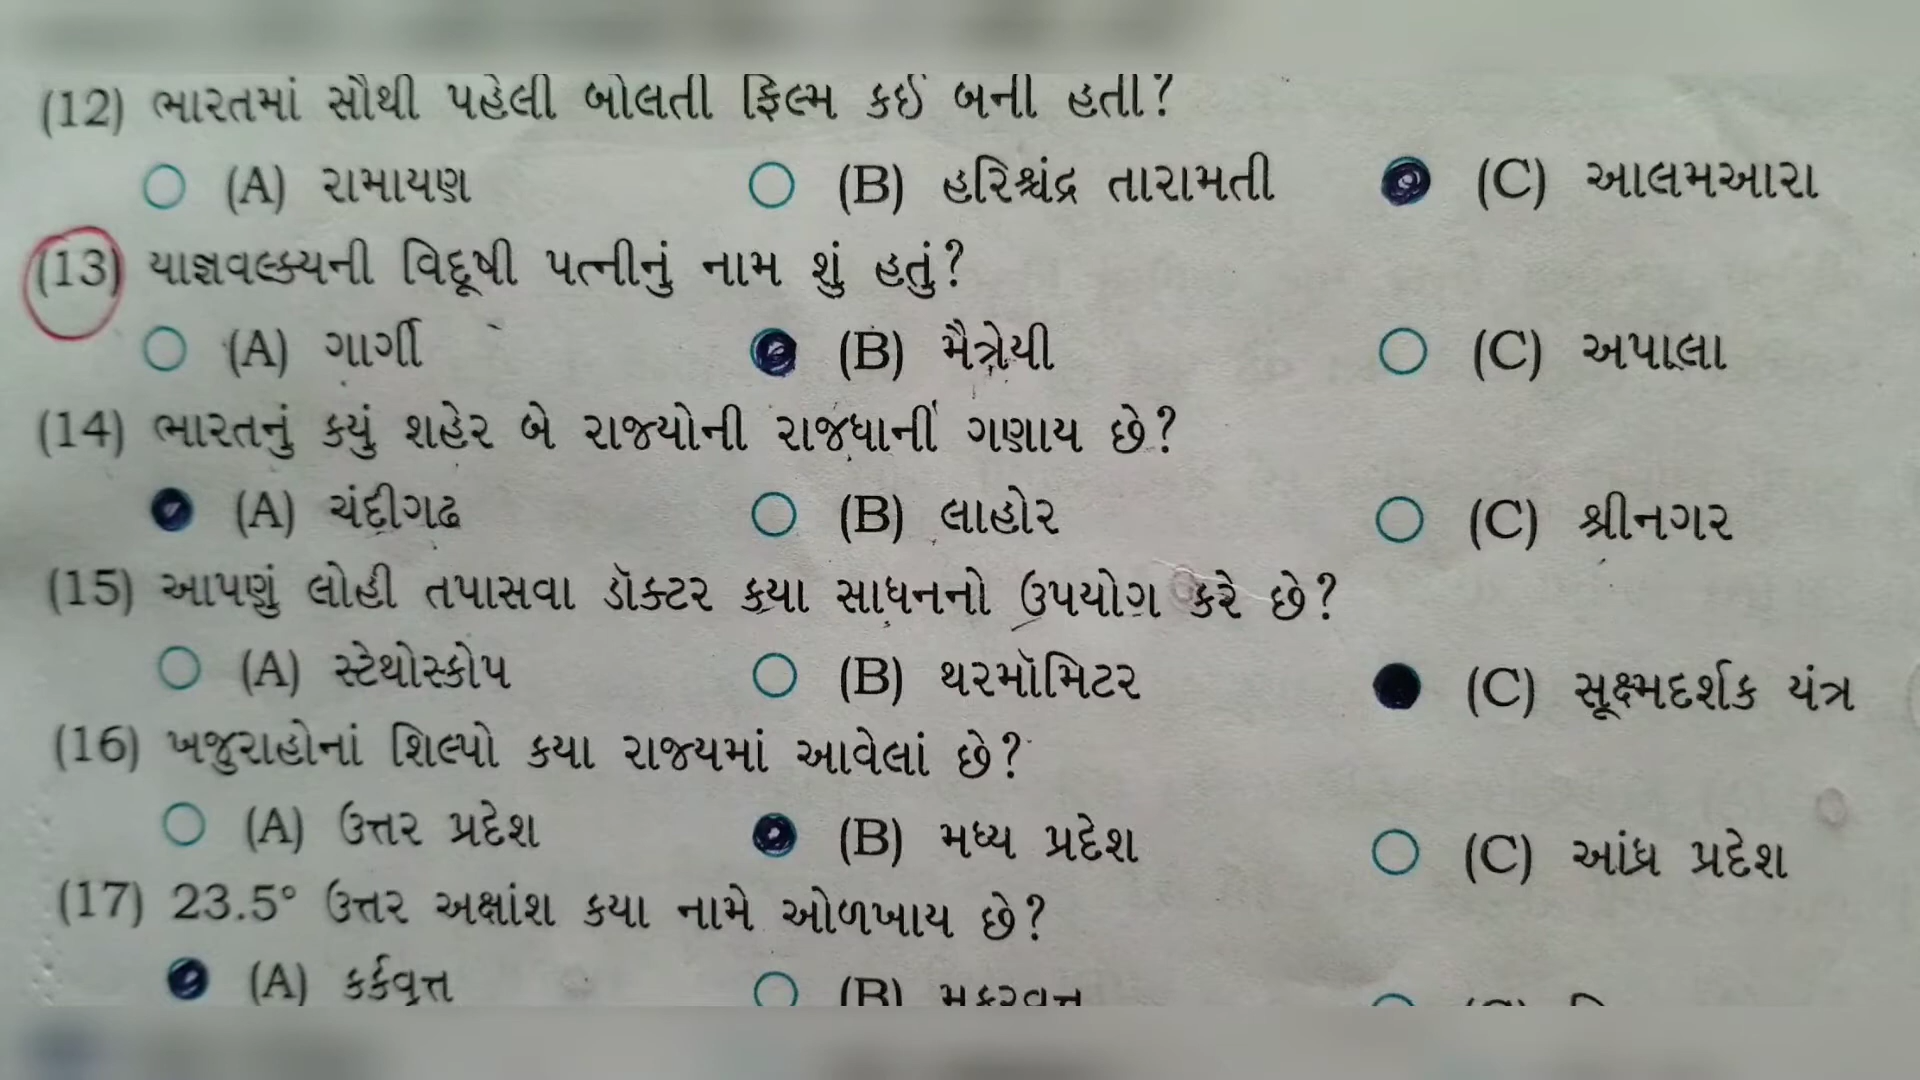 (12) ભારતમાં સૌથી પહેલી બોલતી ફિલ્મ કઈ બની હતી?
(A) રામાયણ (B) હરિશ્ચંદ્ર તારામતી (C) આલમઆરા
(13) યાજ્ઞવલ્ક્યની વિદૂષી પત્નીનું નામ શું હતું?
(A) ગાર્ગી (B) મૈત્રેયી (C) અપાલા
(14) ભારતનું કયું શહેર બે રાજ્યોની રાજધાની ગણાય છે?
(A) ચંદીગઢ (B) લાહોર (C) શ્રીનગર
(15) આપણું લોહી તપાસવા ડૉક્ટર કયા સાધનનો ઉપયોગ કરે છે?
(A) સ્ટેથોસ્કોપ (B) થરમૉમિટર (C) સૂક્ષ્મદર્શક યંત્ર
(16) ખજુરાહોનાં શિલ્પો કયા રાજ્યમાં આવેલાં છે?
(A) ઉત્તર પ્રદેશ (B) મધ્ય પ્રદેશ (C) આંધ્ર પ્રદેશ
(17) 23.5° ઉત્તર અક્ષાંશ કયા નામે ઓળખાય છે?
(A) કર્કવૃત્ત (B) મકરવૃત્ત